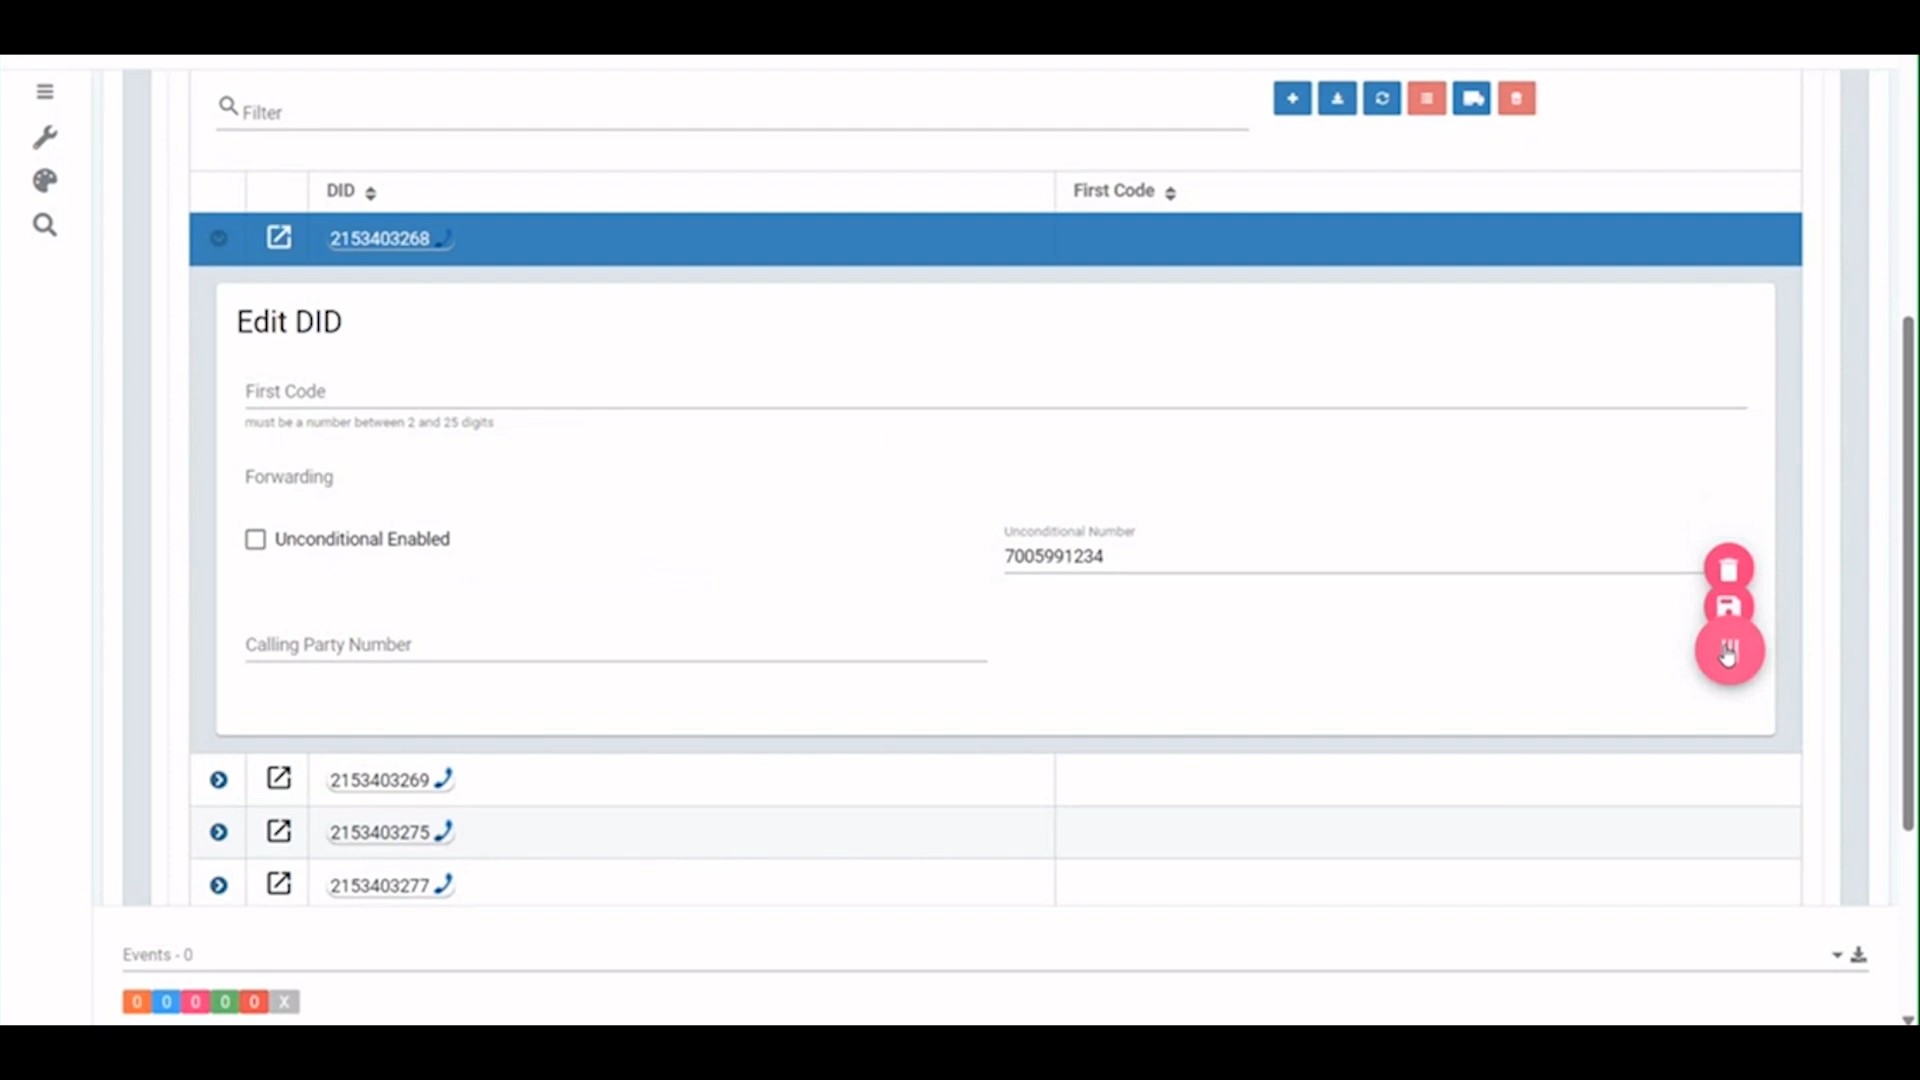 Filter
DID First Code
2153403268
Edit DID
First Code
must be a number between 2 and 25 digits
Forwarding
Unconditional Enabled
Unconditional Number
7005991234
Calling Party Number
2153403269
2153403275
2153403277
Events - 0
0 0 0 0 0 X